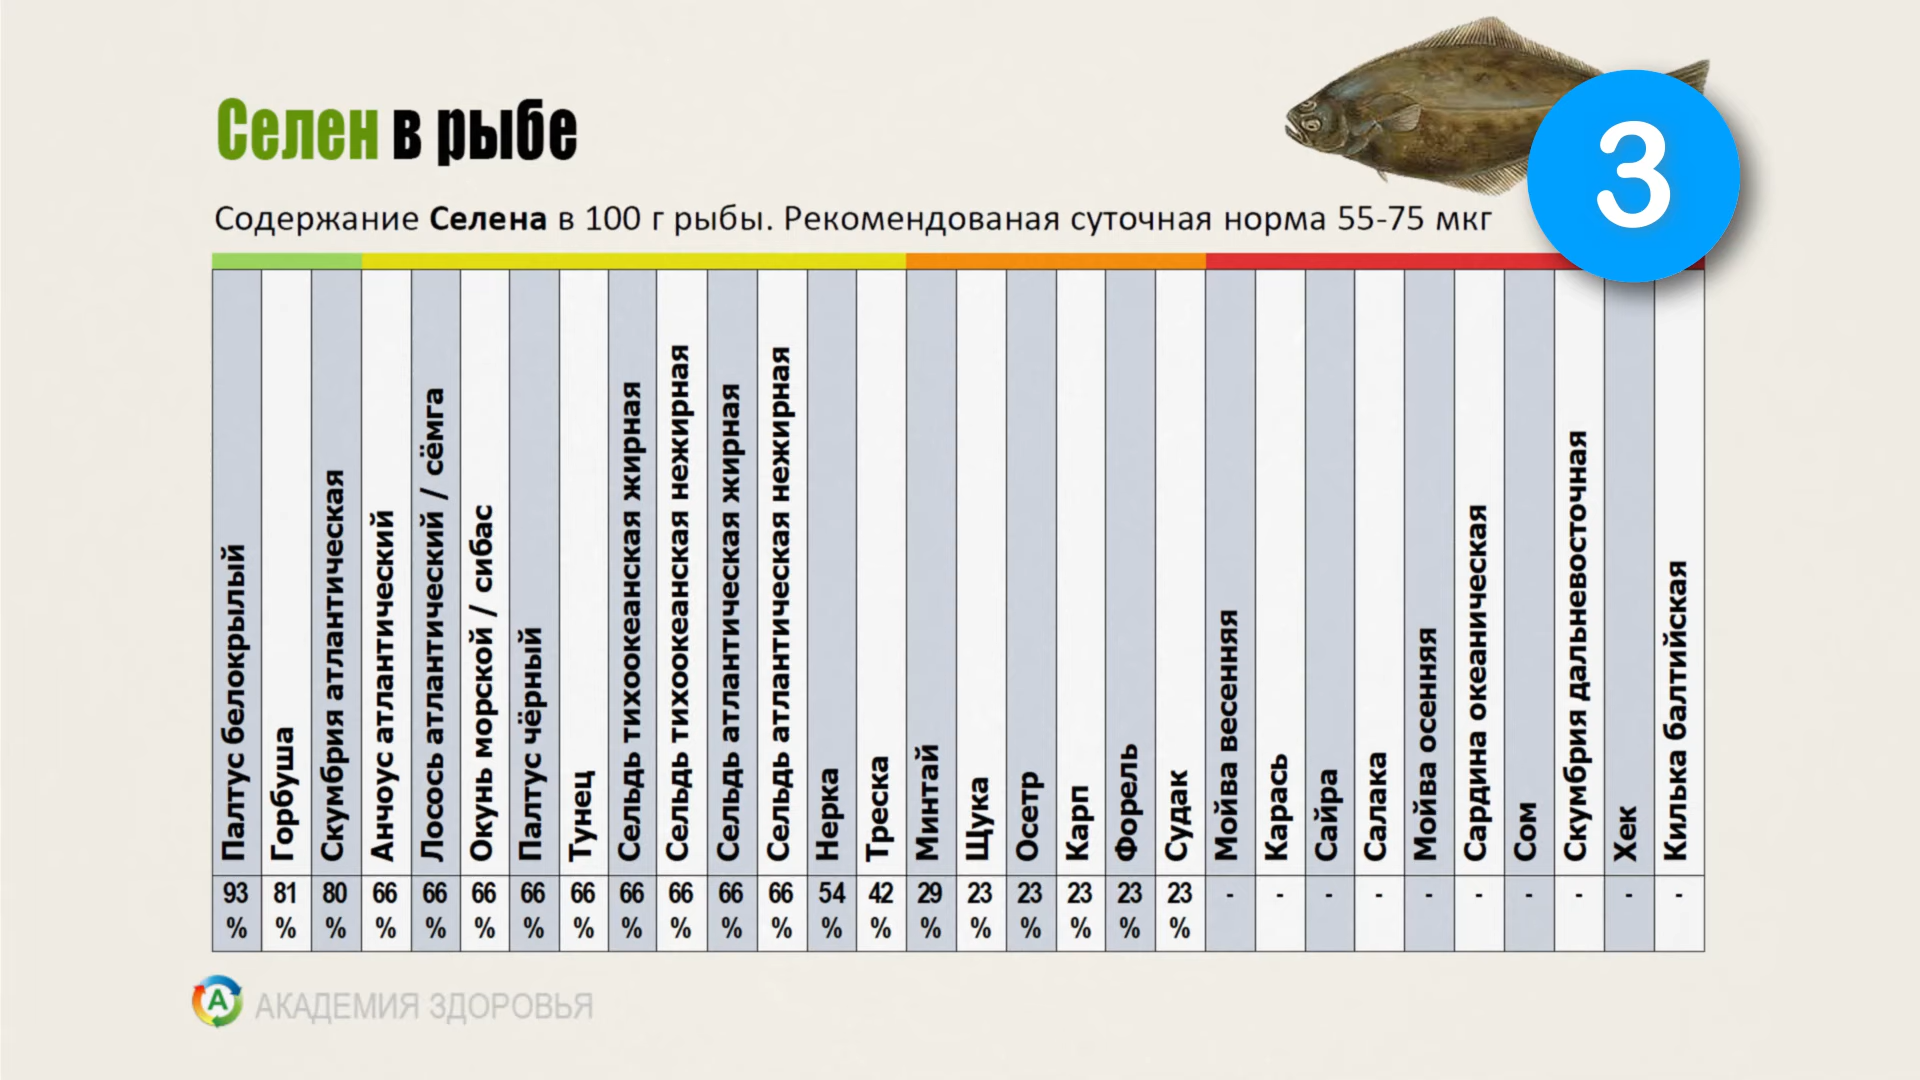 Селен в рыбе
3
Содержание Селена в 100 г рыбы. Рекомендованая суточная норма 55-75 мкг
Палтус белокрылый
Горбуша
Скумбрия атлантическая
Анчоус атлантический
Лосось атлантический / сёмга
Окунь морской / сибас
Палтус чёрный
Тунец
Сельдь тихоокеанская жирная
Сельдь тихоокеанская нежирная
Сельдь атлантическая жирная
Сельдь атлантическая нежирная
Нерка
Треска
Минтай
Щука
Осетр
Карп
Форель
Судак
Мойва весенняя
Карась
Сайра
Салака
Мойва осенняя
Сардина океаническая
Сом
Скумбрия дальневосточная
Хек
Килька балтийская
93 81 80 66 66 66 66 66 66 66 66 66 54 42 29 23 23 23 23 23 - - - - - - - - - -
% % % % % % % % % % % % % % % % % % % %
А АКАДЕМИЯ ЗДОРОВЬЯ